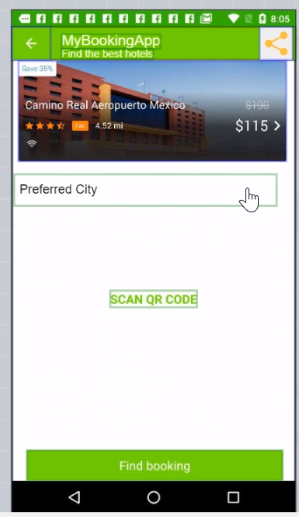 8:05
MyBookingApp
Find the best hotels
Save 35%
Camino Real Aeropuerto Mexico $190
4.52 mi $115
Preferred City
SCAN QR CODE
Find booking